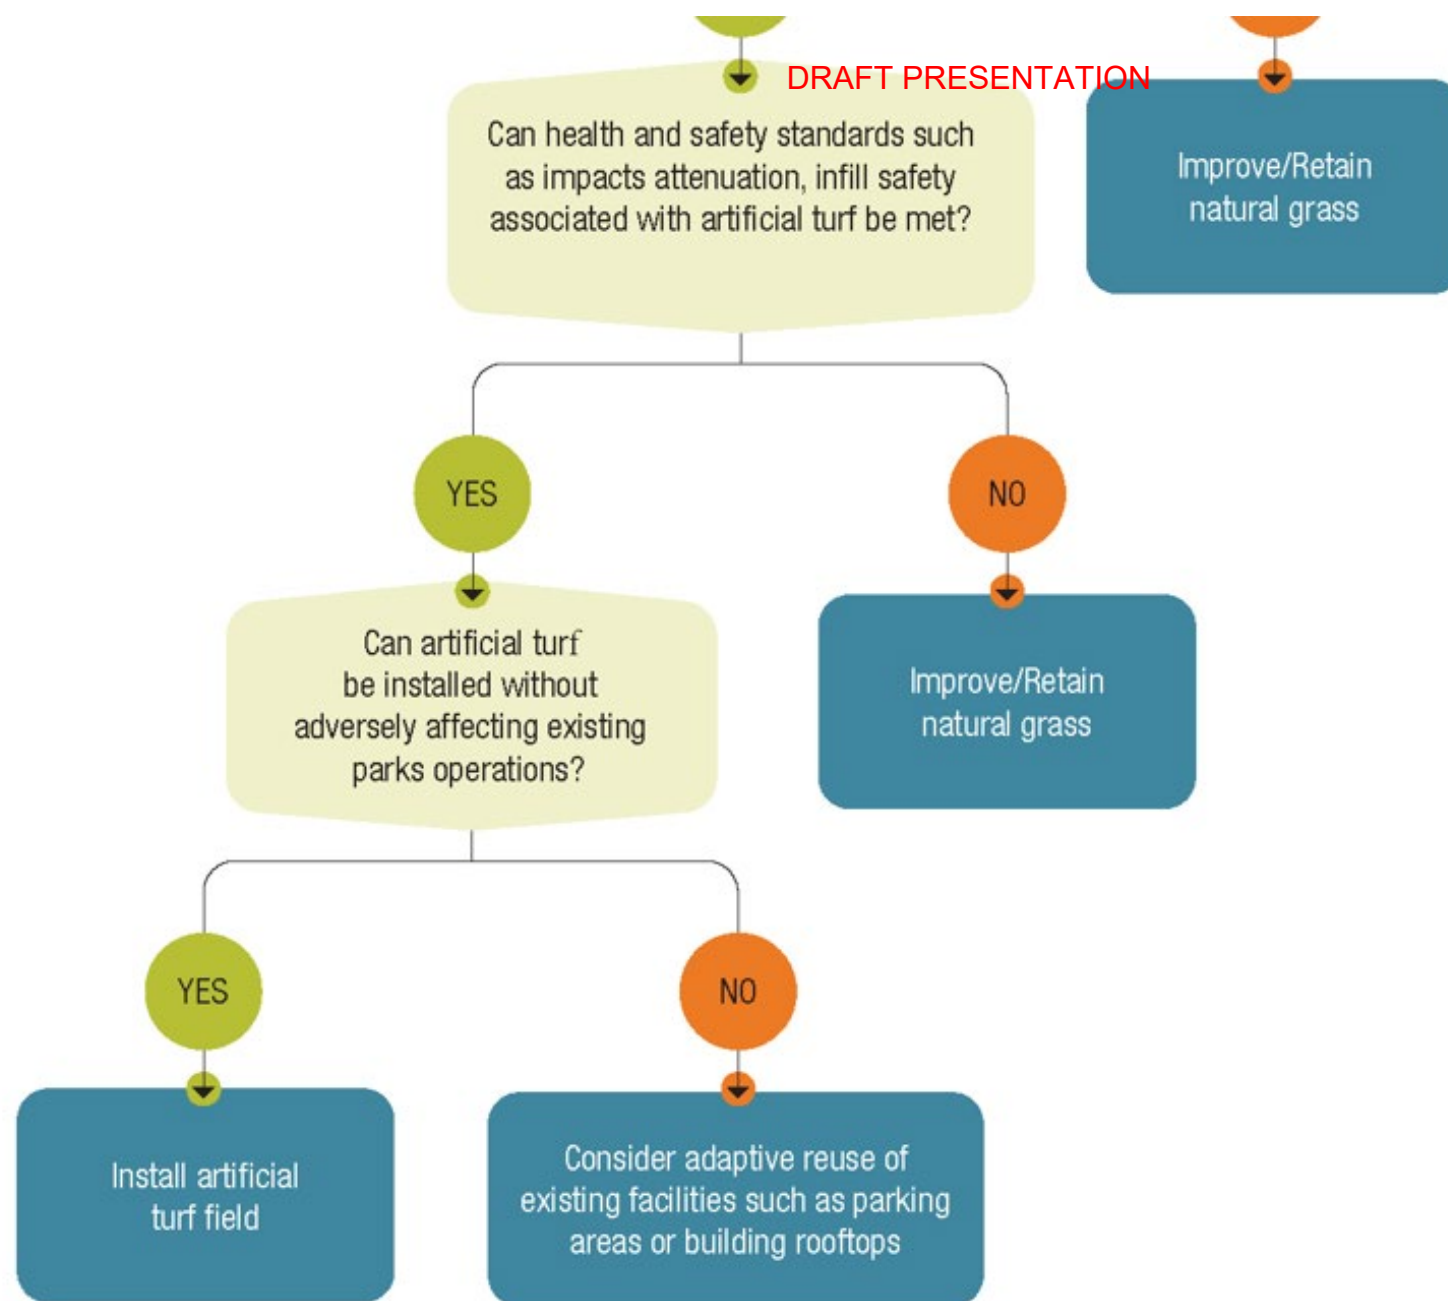 DRAFT PRESENTATION
Can health and safety standards such
as impacts attenuation, infill safety
associated with artificial turf be met?
Improve/Retain
natural grass
YES
NO
Can artificial turf
be installed without
adversely affecting existing
parks operations?
Improve/Retain
natural grass
YES
NO
Install artificial
turf field
Consider adaptive reuse of
existing facilities such as parking
areas or building rooftops